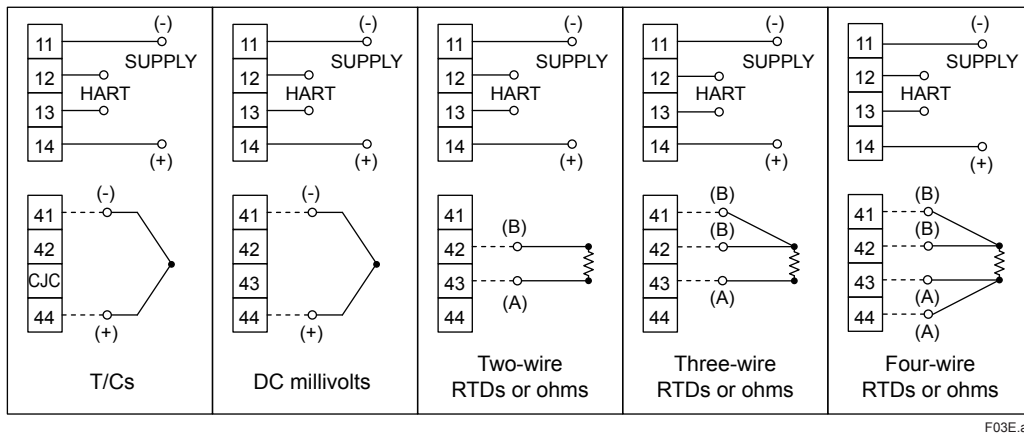 (-)
11
SUPPLY
12
HART
13
14
(+)
(-)
41
42
CJC
44
(+)
T/Cs
(-)
11
SUPPLY
12
HART
13
14
(+)
(-)
41
42
43
44
(+)
DC millivolts
(-)
11
SUPPLY
12
HART
13
14
(+)
41
(B)
42
43
(A)
44
Two-wire
RTDs or ohms
(-)
11
SUPPLY
12
HART
13
14
(+)
(B)
41
(B)
42
43
(A)
44
Three-wire
RTDs or ohms
(-)
11
SUPPLY
12
HART
13
14
(+)
(B)
41
(B)
42
43
(A)
44
(A)
Four-wire
RTDs or ohms